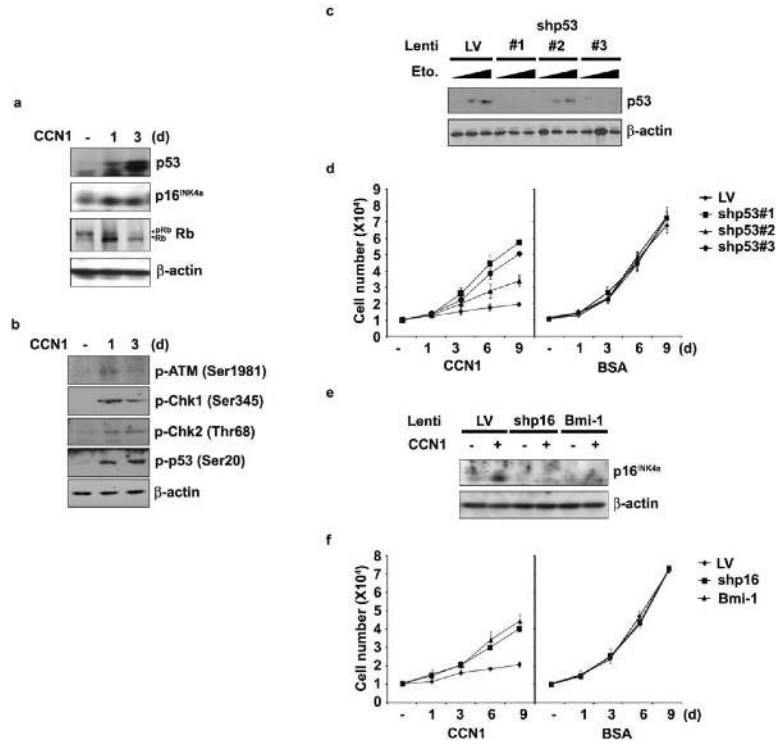 a
CCN1 - 1 3 (d)
p53
p16INK4a
pRb
Rb
Rb
β-actin
b
CCN1 - 1 3 (d)
p-ATM (Ser1981)
p-Chk1 (Ser345)
p-Chk2 (Thr68)
p-p53 (Ser20)
β-actin
c
shp53
Lenti LV #1 #2 #3
Eto.
p53
β-actin
d
Cell number (X10⁴)
9
8
7
6
5
4
3
2
1
0
- 1 3 6 9 - 1 3 6 9 (d)
CCN1 BSA
LV
shp53#1
shp53#2
shp53#3
e
Lenti LV shp16 Bmi-1
CCN1 - + - + - +
p16INK4a
β-actin
f
Cell number (X10⁴)
8
7
6
5
4
3
2
1
0
- 1 3 6 9 - 1 3 6 9 (d)
CCN1 BSA
LV
shp16
Bmi-1